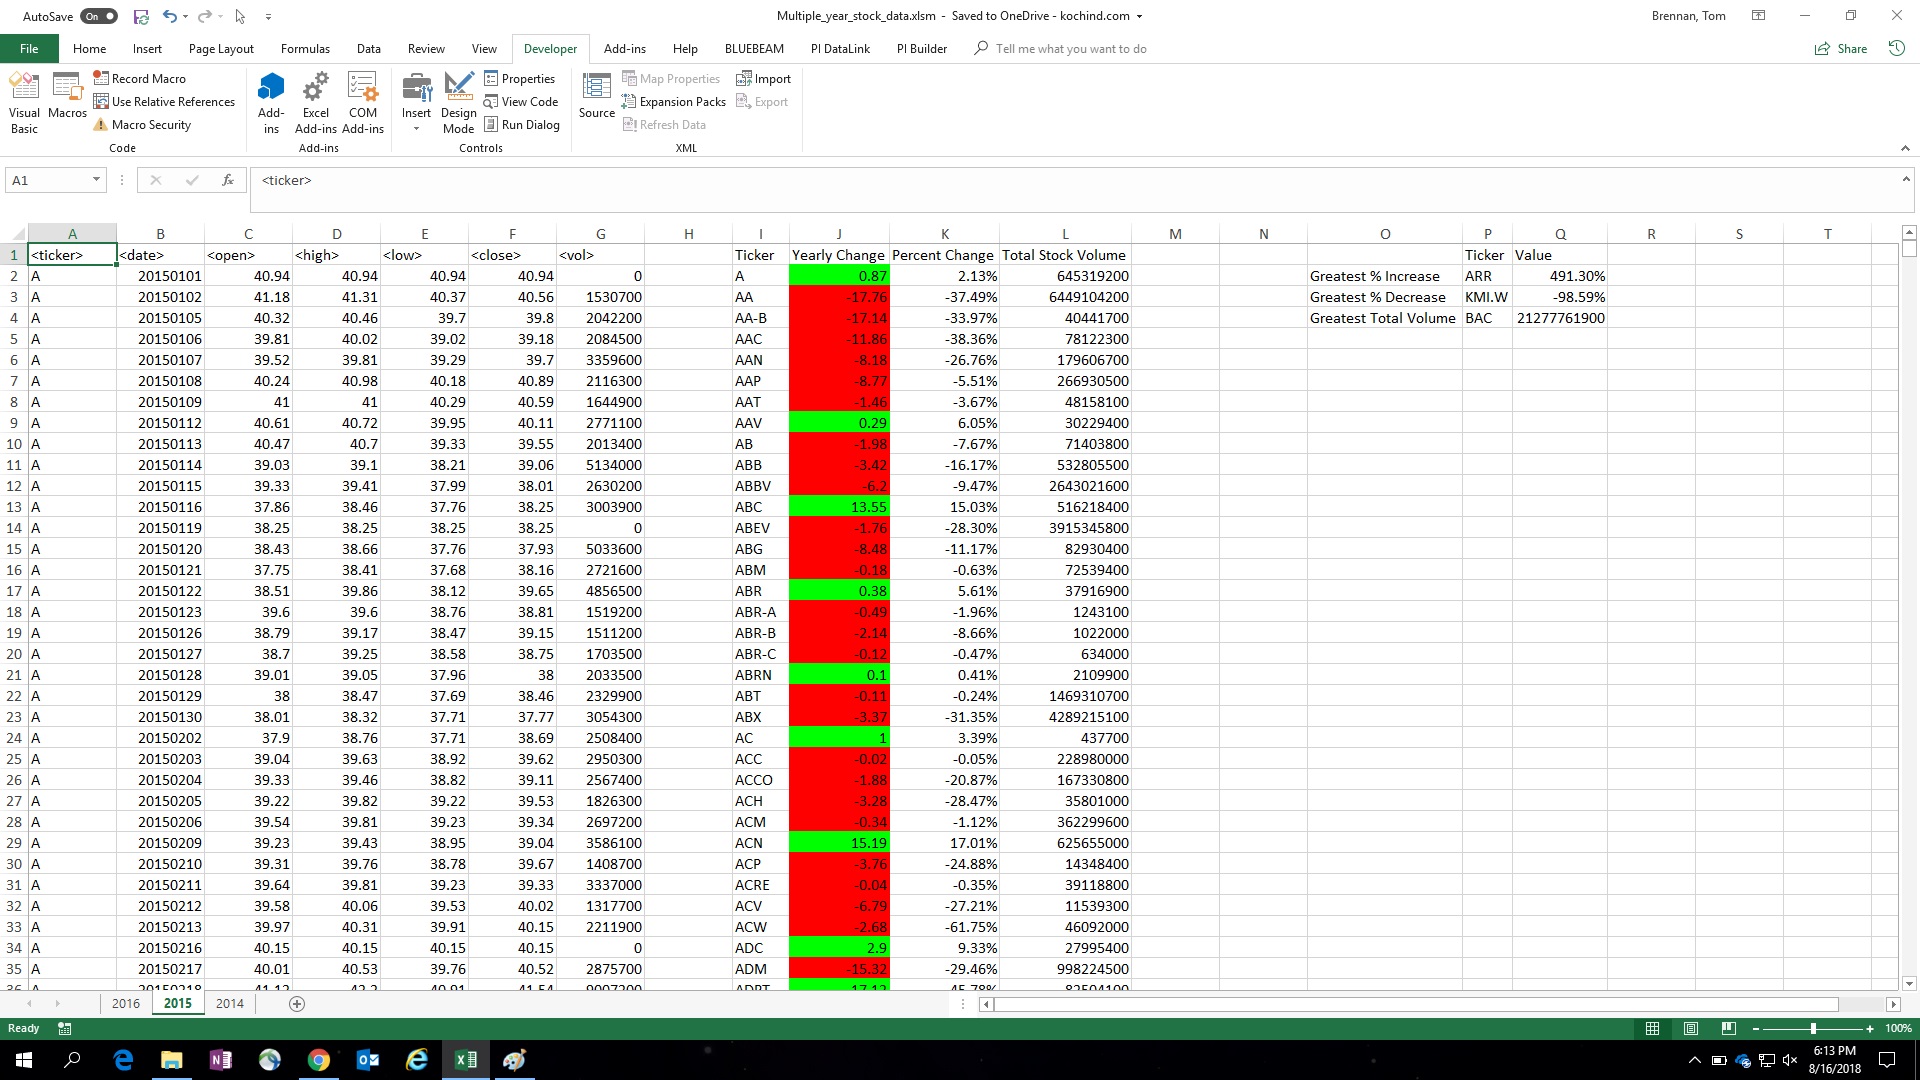 AutoSave On Multiple_year_stock_data.xlsm - Saved to OneDrive - kochind.com Brennan, Tom
File Home Insert Page Layout Formulas Data Review View Developer Add-ins Help BLUEBEAM PI DataLink PI Builder Tell me what you want to do Share
Visual Basic Macros Record Macro Use Relative References Macro Security Code
Add-ins Excel Add-ins COM Add-ins Add-ins
Insert Design Mode Properties View Code Run Dialog Controls
Source Map Properties Expansion Packs Refresh Data Import Export XML
A1 fx <ticker>
A B C D E F G H I J K L M N O P Q R S T
1 <ticker> <date> <open> <high> <low> <close> <vol> Ticker Yearly Change Percent Change Total Stock Volume Ticker Value
2 A 20150101 40.94 40.94 40.94 40.94 0 A 0.87 2.13% 645319200 Greatest % Increase ARR 491.30%
3 A 20150102 41.18 41.31 40.37 40.56 1530700 AA -17.76 -37.49% 6449104200 Greatest % Decrease KMI.W -98.59%
4 A 20150105 40.32 40.46 39.7 39.8 2042200 AA-B -17.14 -33.97% 40441700 Greatest Total Volume BAC 21277761900
5 A 20150106 39.81 40.02 39.02 39.18 2084500 AAC -11.86 -38.36% 78122300
6 A 20150107 39.52 39.81 39.29 39.7 3359600 AAN -8.18 -26.76% 179606700
7 A 20150108 40.24 40.98 40.18 40.89 2116300 AAP -8.77 -5.51% 266930500
8 A 20150109 41 41 40.29 40.59 1644900 AAT -1.46 -3.67% 48158100
9 A 20150112 40.61 40.72 39.95 40.11 2771100 AAV 0.29 6.05% 30229400
10 A 20150113 40.47 40.7 39.33 39.55 2013400 AB -1.98 -7.67% 71403800
11 A 20150114 39.03 39.1 38.21 39.06 5134000 ABB -3.42 -16.17% 532805500
12 A 20150115 39.33 39.41 37.99 38.01 2630200 ABBV -6.2 -9.47% 2643021600
13 A 20150116 37.86 38.46 37.76 38.25 3003900 ABC 13.55 15.03% 516218400
14 A 20150119 38.25 38.25 38.25 38.25 0 ABEV -1.76 -28.30% 3915345800
15 A 20150120 38.43 38.66 37.76 37.93 5033600 ABG -8.48 -11.17% 82930400
16 A 20150121 37.75 38.41 37.68 38.16 2721600 ABM -0.18 -0.63% 72539400
17 A 20150122 38.51 39.86 38.12 39.65 4856500 ABR 0.38 5.61% 37916900
18 A 20150123 39.6 39.6 38.76 38.81 1519200 ABR-A -0.49 -1.96% 1243100
19 A 20150126 38.79 39.17 38.47 39.15 1511200 ABR-B -2.14 -8.66% 1022000
20 A 20150127 38.7 39.25 38.58 38.75 1703500 ABR-C -0.12 -0.47% 634000
21 A 20150128 39.01 39.05 37.96 38 2033500 ABRN 0.1 0.41% 2109900
22 A 20150129 38 38.47 37.69 38.46 2329900 ABT -0.11 -0.24% 1469310700
23 A 20150130 38.01 38.32 37.71 37.77 3054300 ABX -3.37 -31.35% 4289215100
24 A 20150202 37.9 38.76 37.71 38.69 2508400 AC 1 3.39% 437700
25 A 20150203 39.04 39.63 38.92 39.62 2950300 ACC -0.02 -0.05% 228980000
26 A 20150204 39.33 39.46 38.82 39.11 2567400 ACCO -1.88 -20.87% 167330800
27 A 20150205 39.22 39.82 39.22 39.53 1826300 ACH -3.28 -28.47% 35801000
28 A 20150206 39.54 39.81 39.23 39.34 2697200 ACM -0.34 -1.12% 362299600
29 A 20150209 39.23 39.43 38.95 39.04 3586100 ACN 15.19 17.01% 625655000
30 A 20150210 39.31 39.76 38.78 39.67 1408700 ACP -3.76 -24.88% 14348400
31 A 20150211 39.64 39.81 39.23 39.33 3337000 ACRE -0.04 -0.35% 39118800
32 A 20150212 39.58 40.06 39.53 40.02 1317700 ACV -6.79 -27.21% 11539300
33 A 20150213 39.97 40.31 39.91 40.15 2211900 ACW -2.68 -61.75% 46092000
34 A 20150216 40.15 40.15 40.15 40.15 0 ADC 2.9 9.33% 27995400
35 A 20150217 40.01 40.53 39.76 40.52 2875700 ADM -15.32 -29.46% 998224500
2016 2015 2014
Ready 100%
6:13 PM
8/16/2018